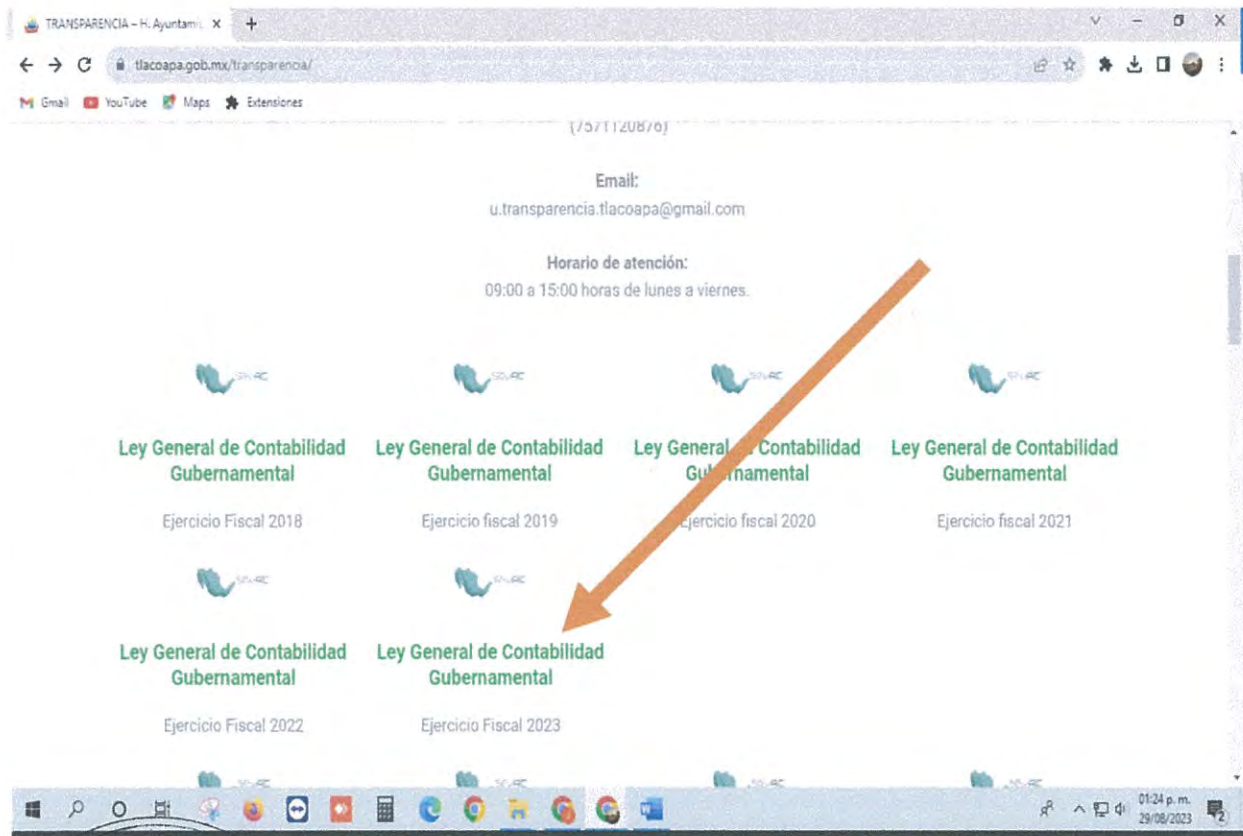 TRANSPARENCIA – H. Ayuntami
tlacoapa.gob.mx/transparencia/
Gmail YouTube Maps Extensiones
(7571120876)
Email:
u.transparencia.tlacoapa@gmail.com
Horario de atención:
09:00 a 15:00 horas de lunes a viernes.
Ley General de Contabilidad
Gubernamental
Ejercicio Fiscal 2018
Ley General de Contabilidad
Gubernamental
Ejercicio fiscal 2019
Ley General Contabilidad
Gubernamental
Ejercicio fiscal 2020
Ley General de Contabilidad
Gubernamental
Ejercicio fiscal 2021
Ley General de Contabilidad
Gubernamental
Ejercicio Fiscal 2022
Ley General de Contabilidad
Gubernamental
Ejercicio Fiscal 2023
01:24 p. m.
29/08/2023